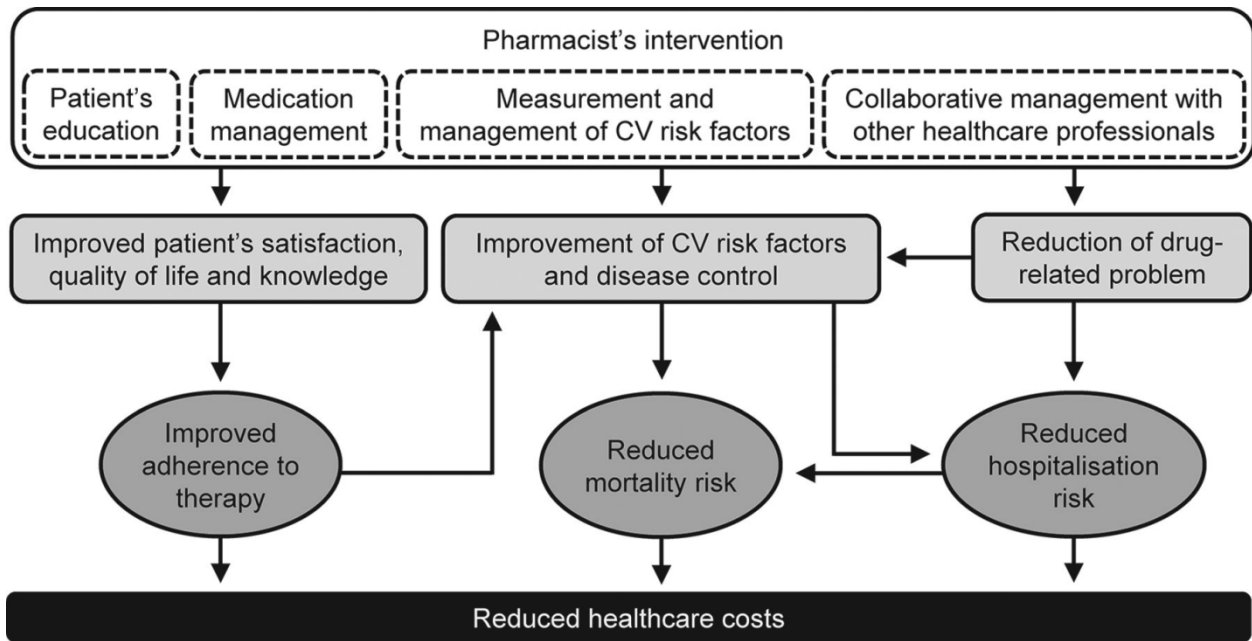 Pharmacist's intervention
Patient's
education
Medication
management
Measurement and
management of CV risk factors
Collaborative management with
other healthcare professionals
Improved patient's satisfaction,
quality of life and knowledge
Improvement of CV risk factors
and disease control
Reduction of drug-
related problem
Improved
adherence to
therapy
Reduced
mortality risk
Reduced
hospitalisation
risk
Reduced healthcare costs